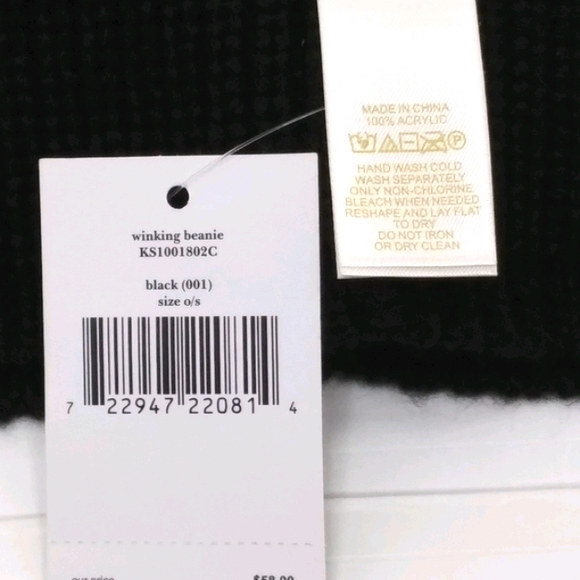 MADE IN CHINA
100% ACRYLIC
HAND WASH COLD
WASH SEPARATELY
ONLY NON-CHLORINE
BLEACH WHEN NEEDED
RESHAPE AND LAY FLAT
TO DRY
DO NOT IRON
OR DRY CLEAN
winking beanie
KS1001802C
black (001)
size o/s
7 22947 22081 4
our price $58.00